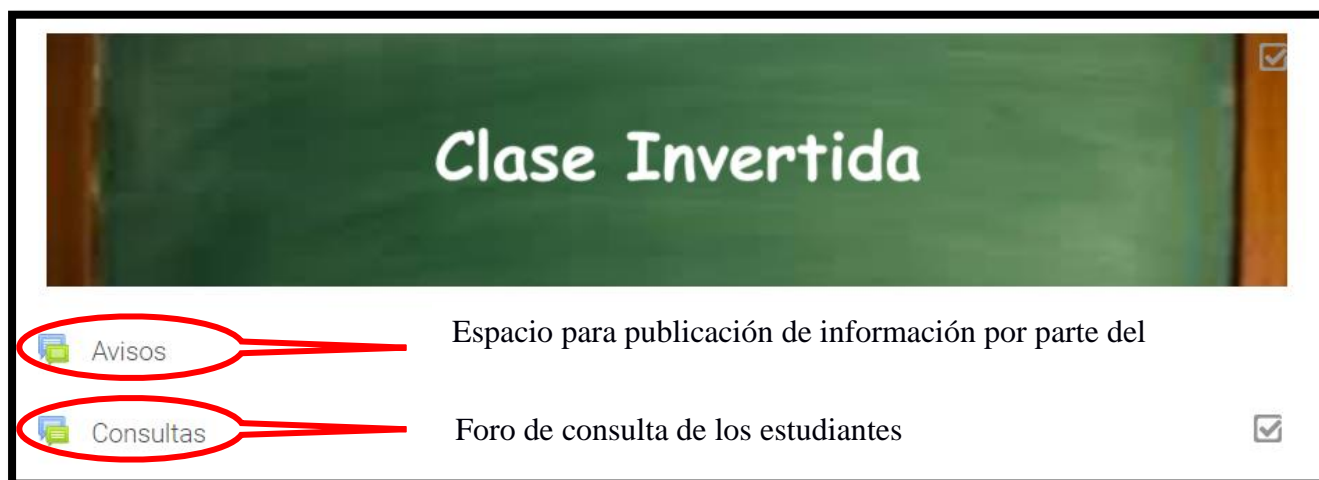 Clase Invertida
Avisos
Espacio para publicación de información por parte del
Consultas
Foro de consulta de los estudiantes